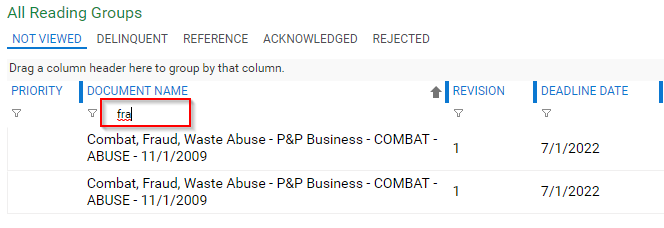 All Reading Groups
NOT VIEWED DELINQUENT REFERENCE ACKNOWLEDGED REJECTED
Drag a column header here to group by that column.
PRIORITY DOCUMENT NAME REVISION DEADLINE DATE
fra
Combat, Fraud, Waste Abuse - P&P Business - COMBAT -
ABUSE - 11/1/2009 1 7/1/2022
Combat, Fraud, Waste Abuse - P&P Business - COMBAT -
ABUSE - 11/1/2009 1 7/1/2022